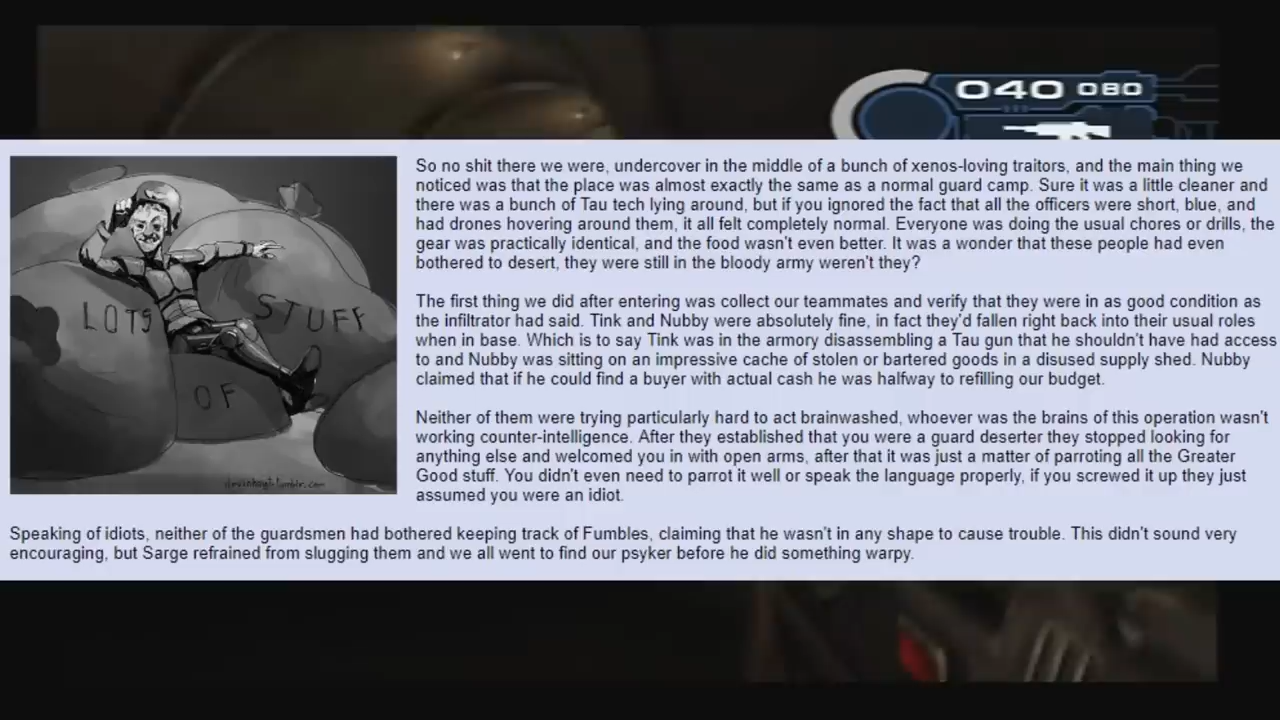 040 080
So no shit there we were, undercover in the middle of a bunch of xenos-loving traitors, and the main thing we
noticed was that the place was almost exactly the same as a normal guard camp. Sure it was a little cleaner and
there was a bunch of Tau tech lying around, but if you ignored the fact that all the officers were short, blue, and
had drones hovering around them, it all felt completely normal. Everyone was doing the usual chores or drills, the
gear was practically identical, and the food wasn't even better. It was a wonder that these people had even
bothered to desert, they were still in the bloody army weren't they?
The first thing we did after entering was collect our teammates and verify that they were in as good condition as
the infiltrator had said. Tink and Nubby were absolutely fine, in fact they'd fallen right back into their usual roles
when in base. Which is to say Tink was in the armory disassembling a Tau gun that he shouldn't have had access
to and Nubby was sitting on an impressive cache of stolen or bartered goods in a disused supply shed. Nubby
claimed that if he could find a buyer with actual cash he was halfway to refilling our budget.
Neither of them were trying particularly hard to act brainwashed, whoever was the brains of this operation wasn't
working counter-intelligence. After they established that you were a guard deserter they stopped looking for
anything else and welcomed you in with open arms, after that it was just a matter of parroting all the Greater
Good stuff. You didn't even need to parrot it well or speak the language properly, if you screwed it up they just
assumed you were an idiot.
LOTS
OF
STUFF
Speaking of idiots, neither of the guardsmen had bothered keeping track of Fumbles, claiming that he wasn't in any shape to cause trouble. This didn't sound very
encouraging, but Sarge refrained from slugging them and we all went to find our psyker before he did something warpy.